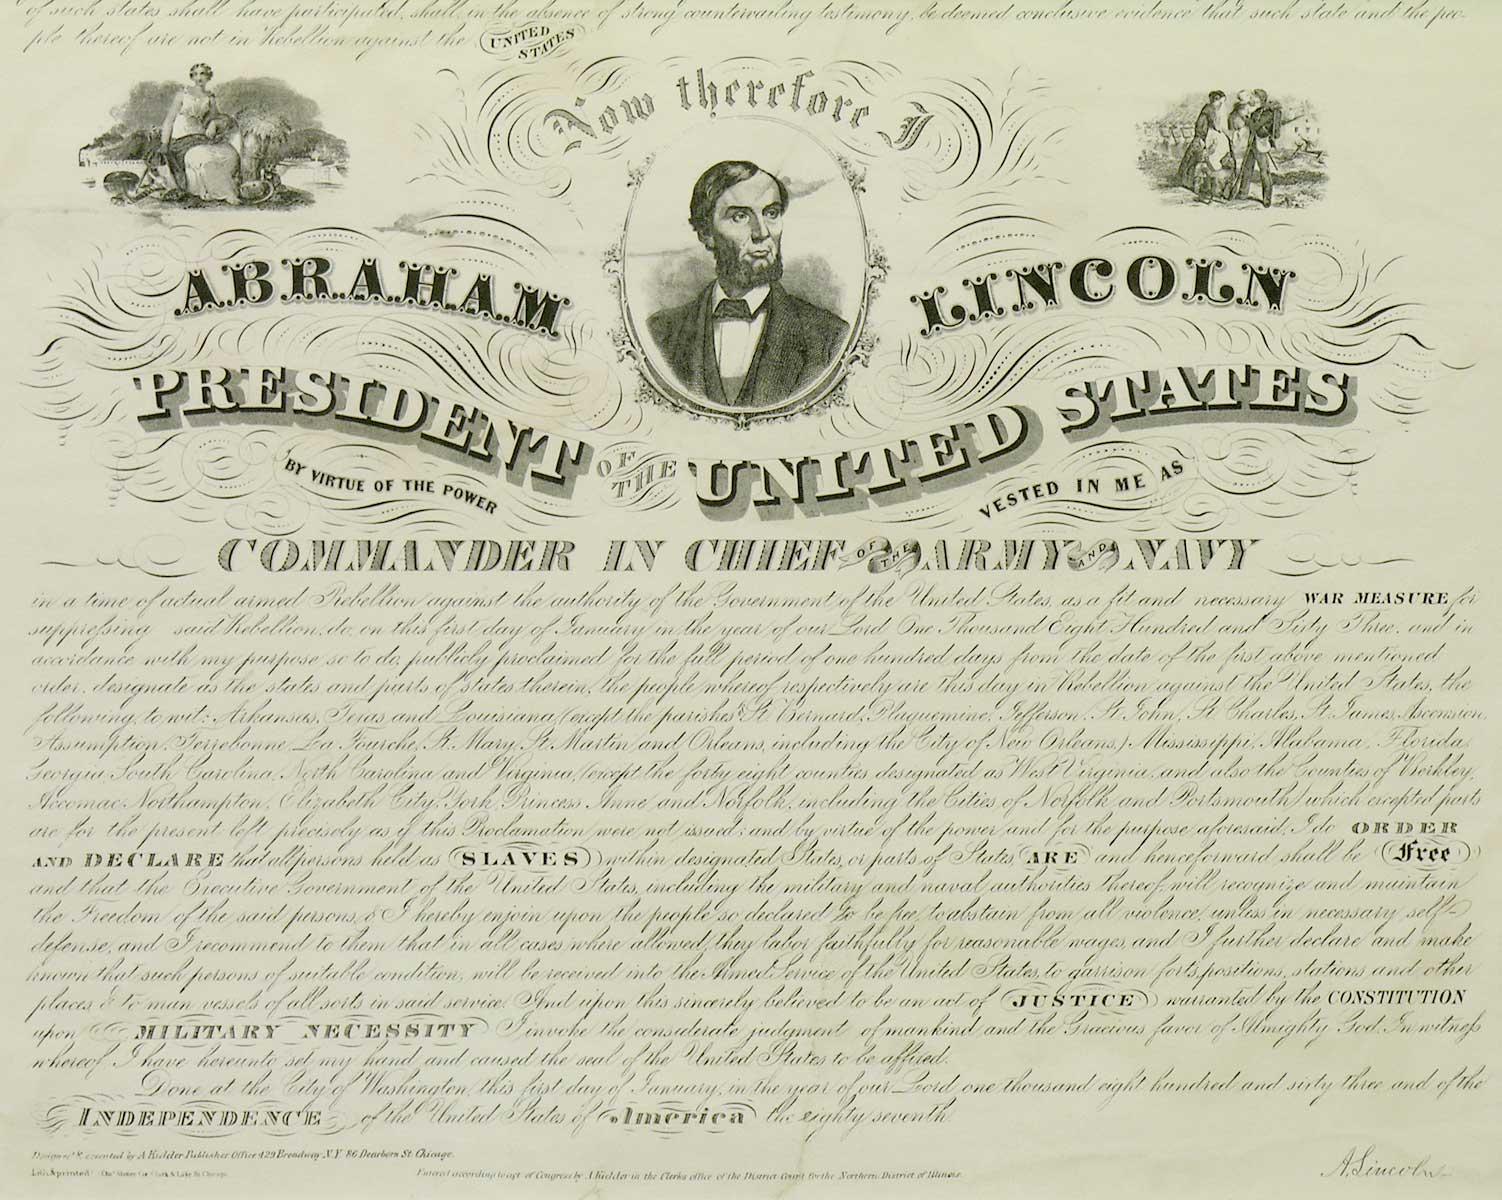 of such states shall have participated, shall, in the absence of strong countervailing testimony, be deemed conclusive evidence that such state and the peo-
ple thereof are not in Rebellion against the UNITED STATES
Now therefore I
ABRAHAM LINCOLN
PRESIDENT OF THE UNITED STATES
BY VIRTUE OF THE POWER VESTED IN ME AS
COMMANDER IN CHIEF OF THE ARMY AND NAVY
in a time of actual armed Rebellion against the authority of the Government of the United States, as a fit and necessary WAR MEASURE for
suppressing said Rebellion, do, on this first day of January in the year of our Lord One Thousand Eight Hundred and Sixty Three, and in
accordance with my purpose so to do, publicly proclaimed for the full period of one hundred days from the date of the first above mentioned
order, designate as the states and parts of states therein, the people whereof respectively are this day in Rebellion against the United States, the
following, to wit: Arkansas, Texas, and Louisiana, (except the parishes St. Bernard, Plaquemine, Jefferson, St. John, St. Charles, St. James, Ascension,
Assumption, Terrebonne, La Fourche, St. Mary, St. Martin and Orleans, including the City of New Orleans,) Mississippi, Alabama, Florida,
Georgia, South Carolina, North Carolina and Virginia, (except the forty eight counties designated as West Virginia, and also the Counties of Berkley,
Accomac, Northampton, Elizabeth City, York, Princess Anne and Norfolk, including the Cities of Norfolk and Portsmouth) which excepted parts
are for the present left precisely as if this Proclamation were not issued; and by virtue of the power and for the purpose aforesaid, I do ORDER
AND DECLARE that all persons held as SLAVES within designated States, or parts of States ARE and henceforward shall be Free
and that the Executive Government of the United States, including the military and naval authorities thereof, will recognize and maintain
the Freedom of the said persons, & I hereby enjoin upon the people so declared to be free, to abstain from all violence, unless in necessary self-
defense, and I recommend to them that in all cases, where allowed, they labor faithfully for reasonable wages, and I further declare and make
known that such persons of suitable condition, will be received into the Armed Service of the United States, to garrison forts, positions, stations and other
places, & to man vessels of all sorts in said service. And upon this sincerely believed to be an act of JUSTICE warranted by the CONSTITUTION
upon MILITARY NECESSITY I invoke the considerate judgment of mankind and the Gracious favor of Almighty God. In witness
whereof I have hereunto set my hand and caused the seal of the United States to be affixed.
Done at the City of Washington, this first day of January, in the year of our Lord one thousand eight hundred and sixty three and of the
INDEPENDENCE of the United States of America the eighty seventh.
Designed & executed by A Kidder Publisher Office 429 Broadway N.Y. 86 Dearborn St. Chicago.
Lith & printed Clark & Lake St. Chicago.
Entered according to act of Congress by A Kidder in the Clerks office of the District Court for the Northern District of Illinois.
A. Lincoln